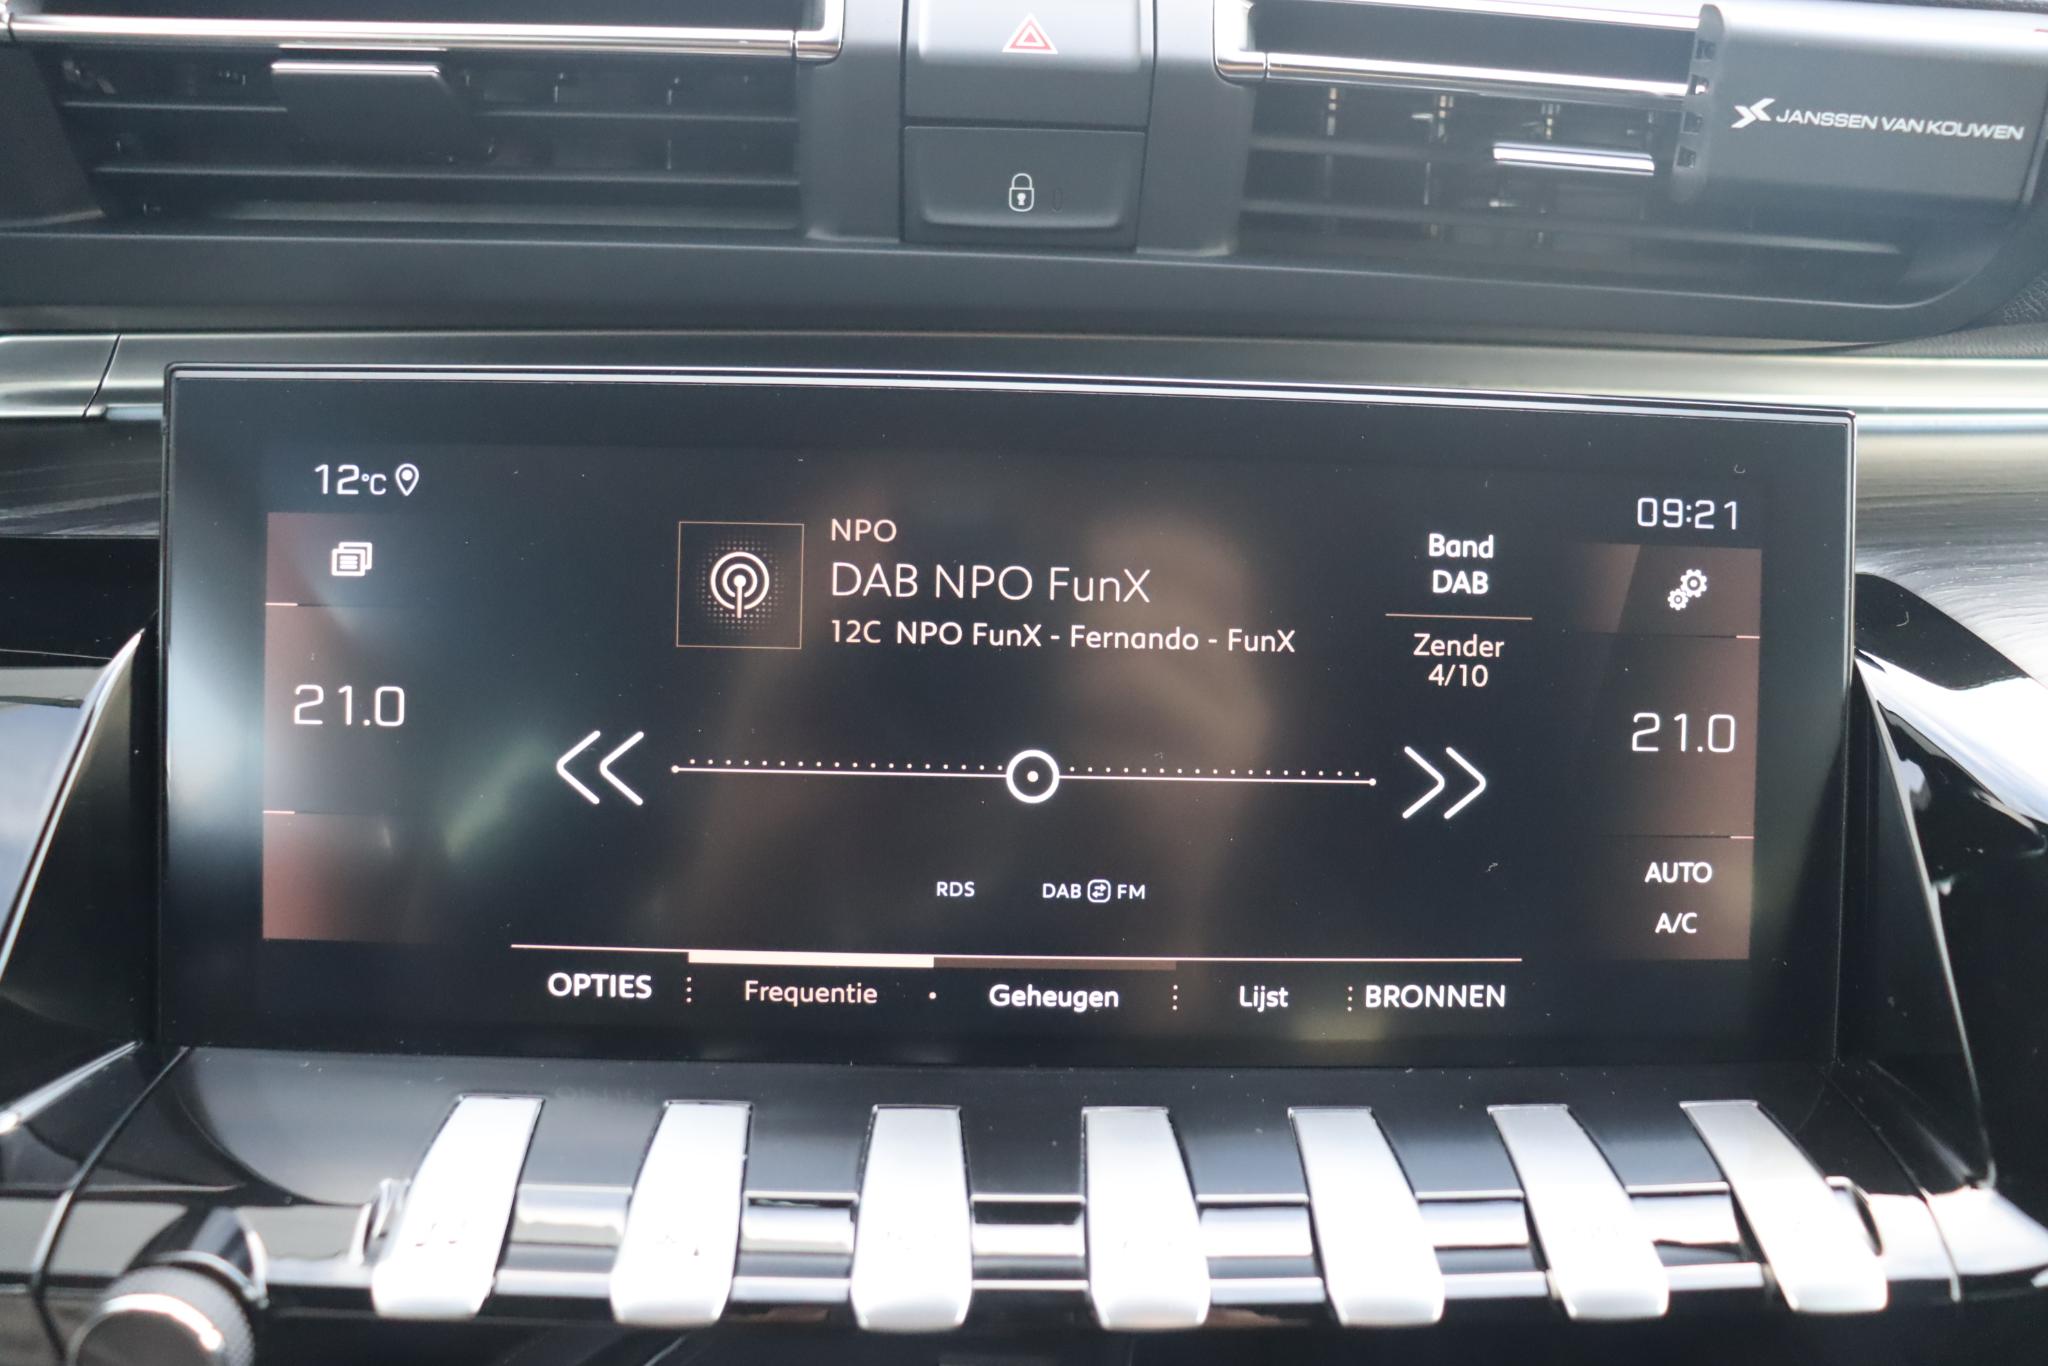 JANSSEN VAN KOUWEN
12°C
09:21
NPO
DAB NPO FunX
12C NPO FunX - Fernando - FunX
Band
DAB
Zender
4/10
21.0
21.0
RDS
DAB FM
AUTO
A/C
OPTIES
Frequentie
Geheugen
Lijst
BRONNEN